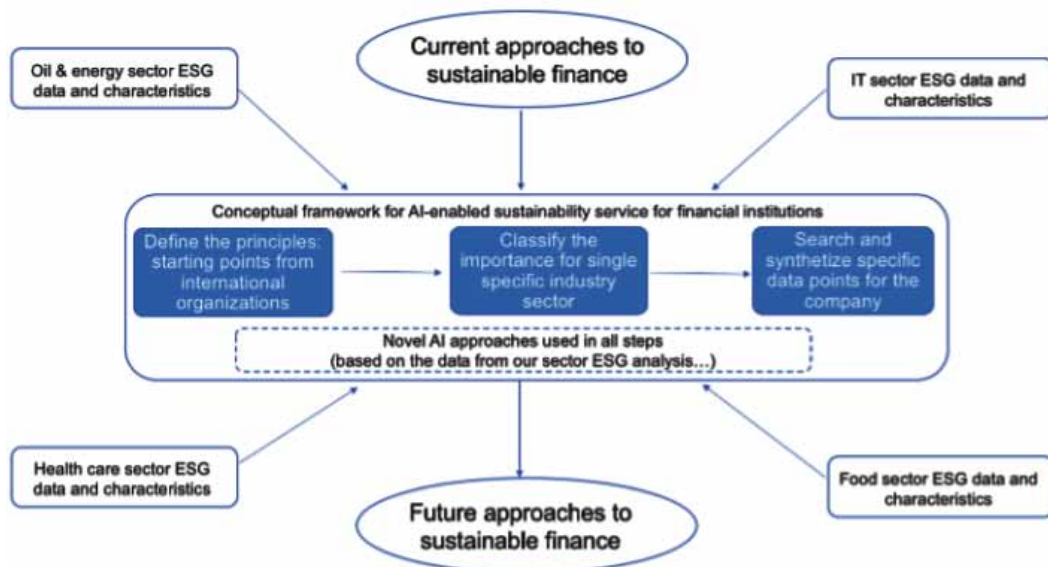 Current approaches to
sustainable finance
Oil & energy sector ESG
data and characteristics
IT sector ESG data and
characteristics
Conceptual framework for AI-enabled sustainability service for financial institutions
Define the principles:
starting points from
international
organizations
Classify the
importance for single
specific industry
sector
Search and
synthetize specific
data points for the
company
Novel AI approaches used in all steps
(based on the data from our sector ESG analysis...)
Health care sector ESG
data and characteristics
Food sector ESG data and
characteristics
Future approaches to
sustainable finance